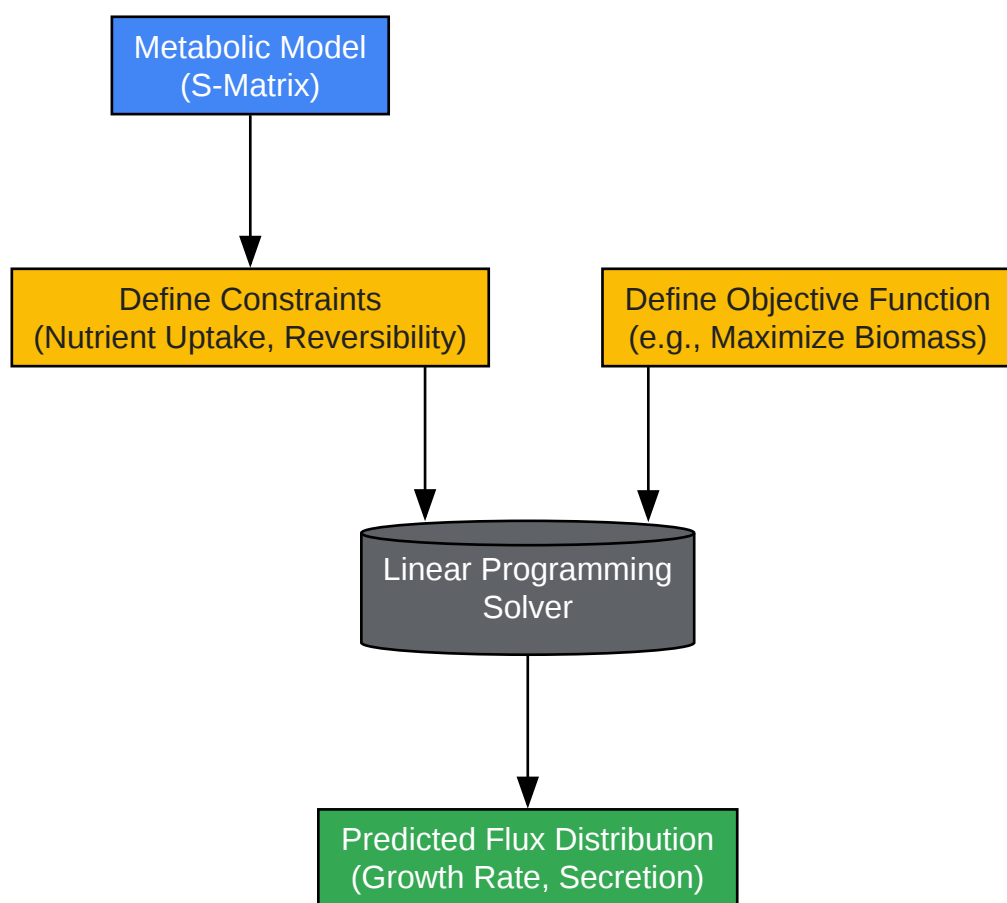 Metabolic Model
(S-Matrix)
Define Constraints
(Nutrient Uptake, Reversibility)
Define Objective Function
(e.g., Maximize Biomass)
Linear Programming
Solver
Predicted Flux Distribution
(Growth Rate, Secretion)